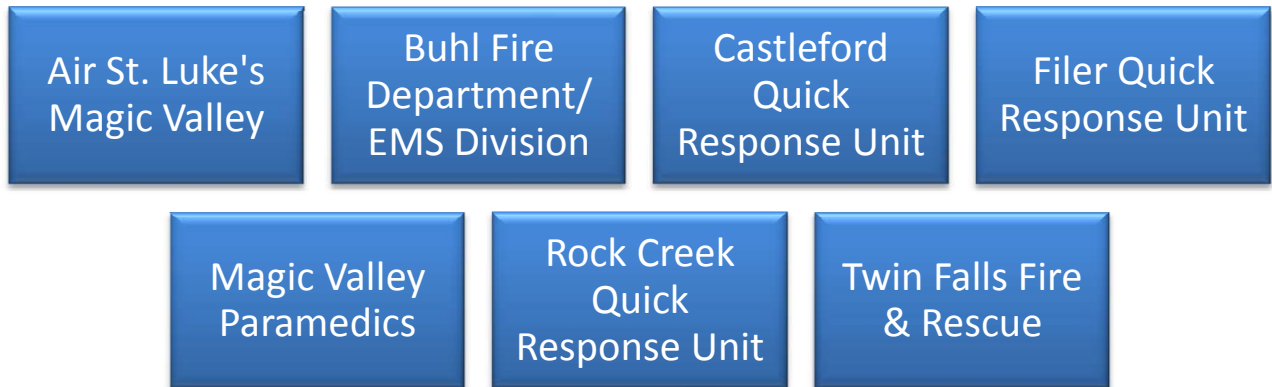 Air St. Luke's
Magic Valley
Buhl Fire
Department/
EMS Division
Castleford
Quick
Response Unit
Filer Quick
Response Unit
Magic Valley
Paramedics
Rock Creek
Quick
Response Unit
Twin Falls Fire
& Rescue